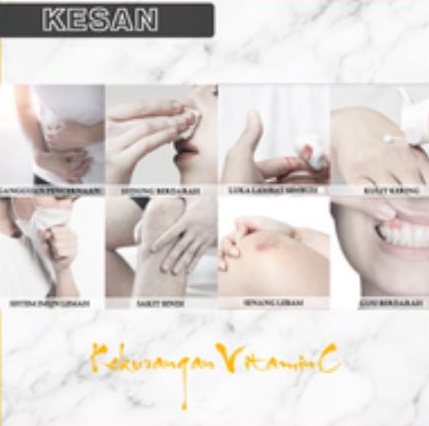 KESAN
GANGGUAN PENCERNAAN
HIDUNG BERDARAH
LUKA LAMBAT SEMBUH
KULIT KERING
SISTEM IMUN LEMAH
SAKIT SENDI
SENANG LEBAM
GUSI BERDARAH
Kekurangan Vitamin C